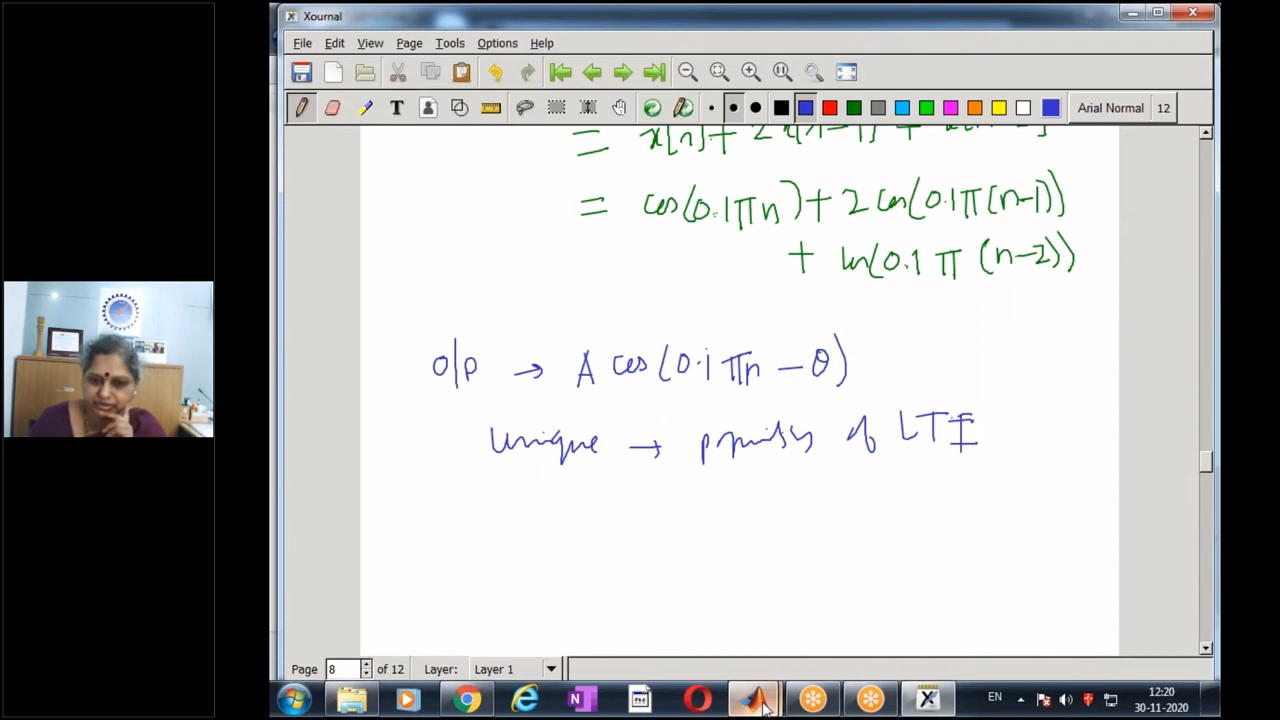 Xournal
File Edit View Page Tools Options Help
Arial Normal 12
= x[n] + 2x[n-1] +
= cos(0.1πn) + 2 cos(0.1π(n-1))
+ cos(0.1π(n-2))
O/P → A cos(0.1πn - θ)
unique → of LTI
Page 8 of 12 Layer: Layer 1
EN 12:20
30-11-2020